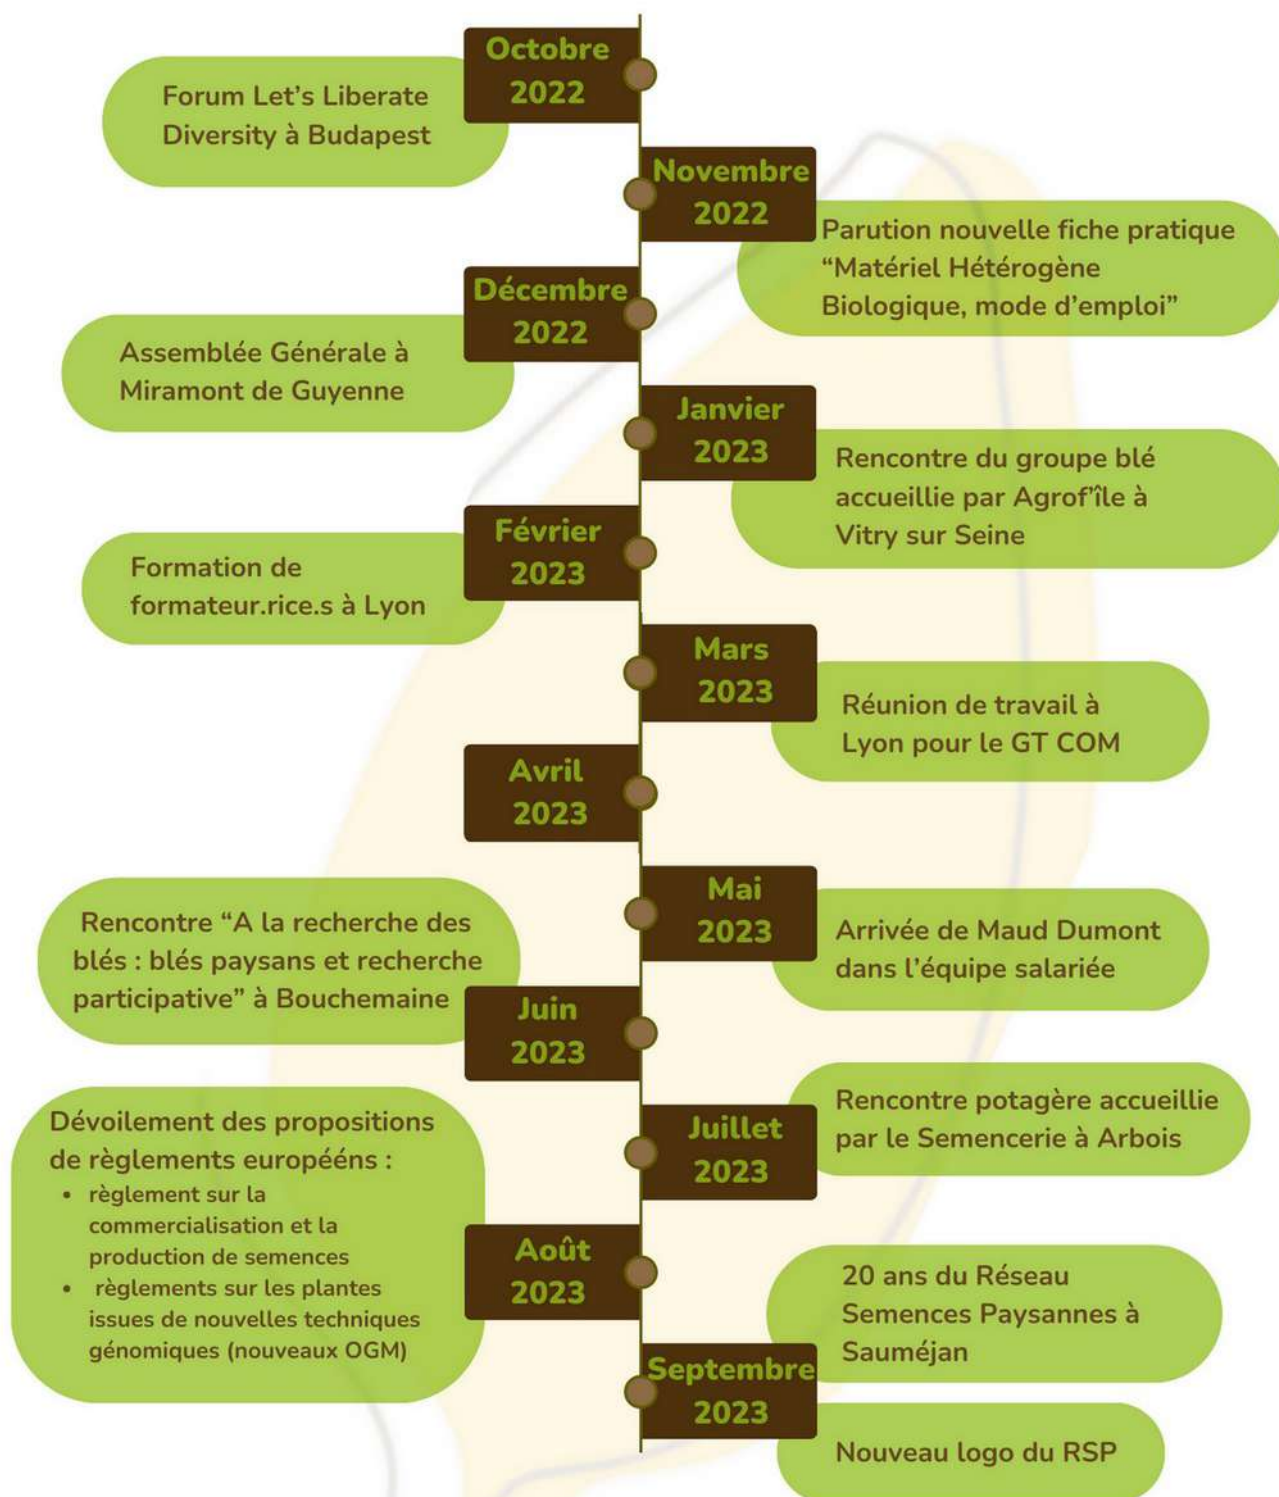 Octobre
2022
Forum Let's Liberate
Diversity à Budapest
Novembre
2022
Parution nouvelle fiche pratique
“Matériel Hétérogène
Biologique, mode d'emploi”
Décembre
2022
Assemblée Générale à
Miramont de Guyenne
Janvier
2023
Rencontre du groupe blé
accueillie par Agrof'île à
Vitry sur Seine
Février
2023
Formation de
formateur.rice.s à Lyon
Mars
2023
Réunion de travail à
Lyon pour le GT COM
Avril
2023
Mai
2023
Arrivée de Maud Dumont
dans l'équipe salariée
Rencontre “A la recherche des
blés : blés paysans et recherche
participative” à Bouchemaine
Juin
2023
Juillet
2023
Rencontre potagère accueillie
par le Semencerie à Arbois
Dévoilement des propositions
de règlements européens :
• règlement sur la
commercialisation et la
production de semences
• règlements sur les plantes
issues de nouvelles techniques
génomiques (nouveaux OGM)
Août
2023
20 ans du Réseau
Semences Paysannes à
Sauméjan
Septembre
2023
Nouveau logo du RSP